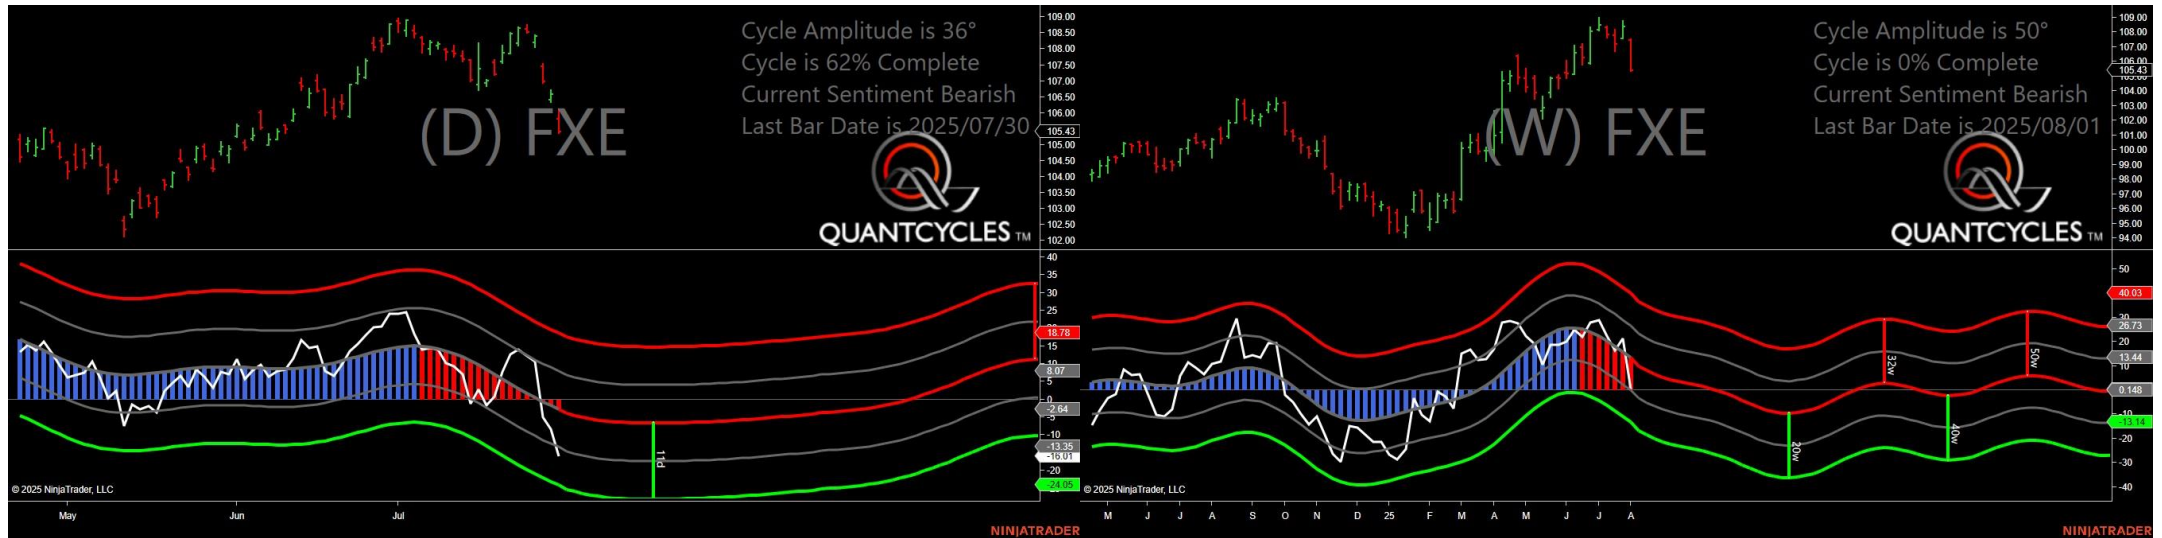 Cycle Amplitude is 36°
Cycle is 62% Complete
Current Sentiment Bearish
Last Bar Date is 2025/07/30
(D) FXE
QUANTCYCLES TM
109.00
108.50
108.00
107.50
107.00
106.50
106.00
105.43
105.00
104.50
104.00
103.50
103.00
102.50
102.00
40
35
30
25
20
18.78
15
10
8.07
5
0
-2.64
-5
-10
-13.35
-16.01
-20
-24.05
11d
© 2025 NinjaTrader, LLC
May
Jun
Jul
NINJATRADER
Cycle Amplitude is 50°
Cycle is 0% Complete
Current Sentiment Bearish
Last Bar Date is 2025/08/01
(W) FXE
QUANTCYCLES TM
109.00
108.00
107.00
106.00
105.43
104.00
103.00
102.00
101.00
100.00
99.00
98.00
97.00
96.00
95.00
94.00
50
40.03
30
26.73
13.44
10
0.148
-10
-13.14
-20
-30
-40
20w
32w
40w
50w
© 2025 NinjaTrader, LLC
M
J
J
A
S
O
N
D
25
F
M
A
M
J
J
A
NINJATRADER